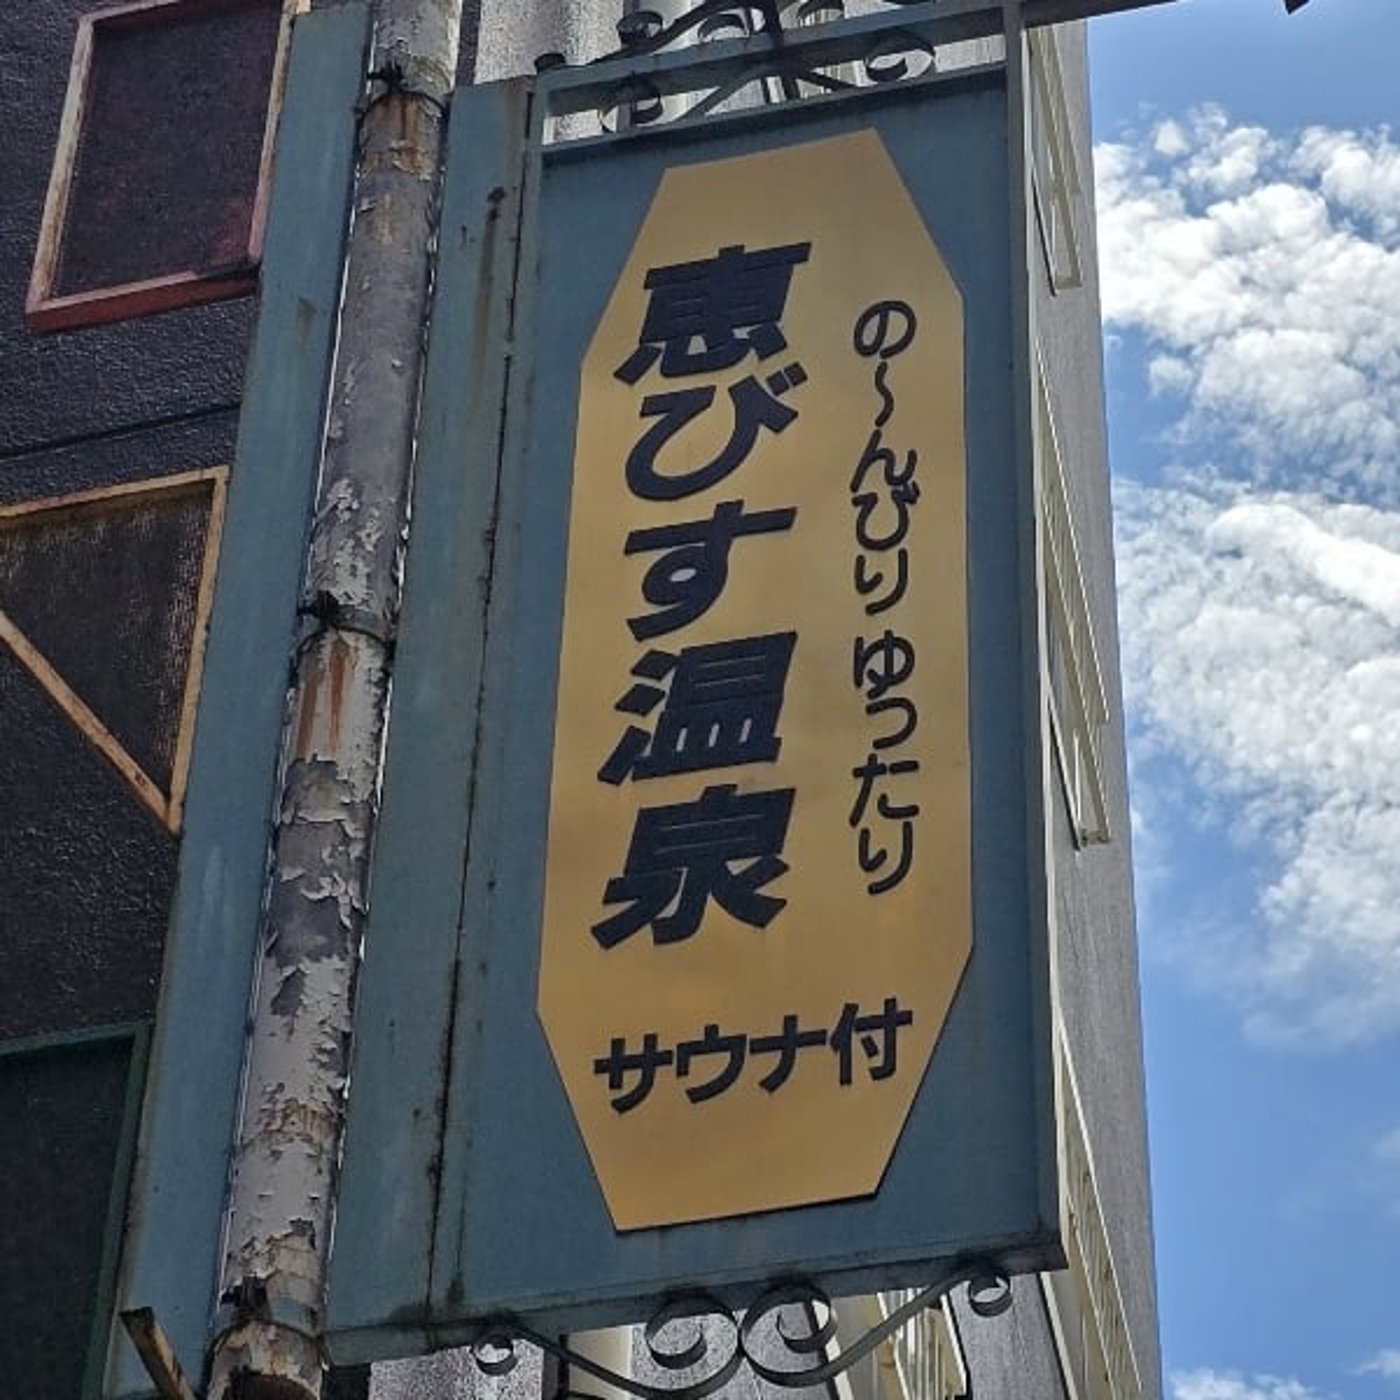 の〜んびりゆったり
恵びす温泉
サウナ付